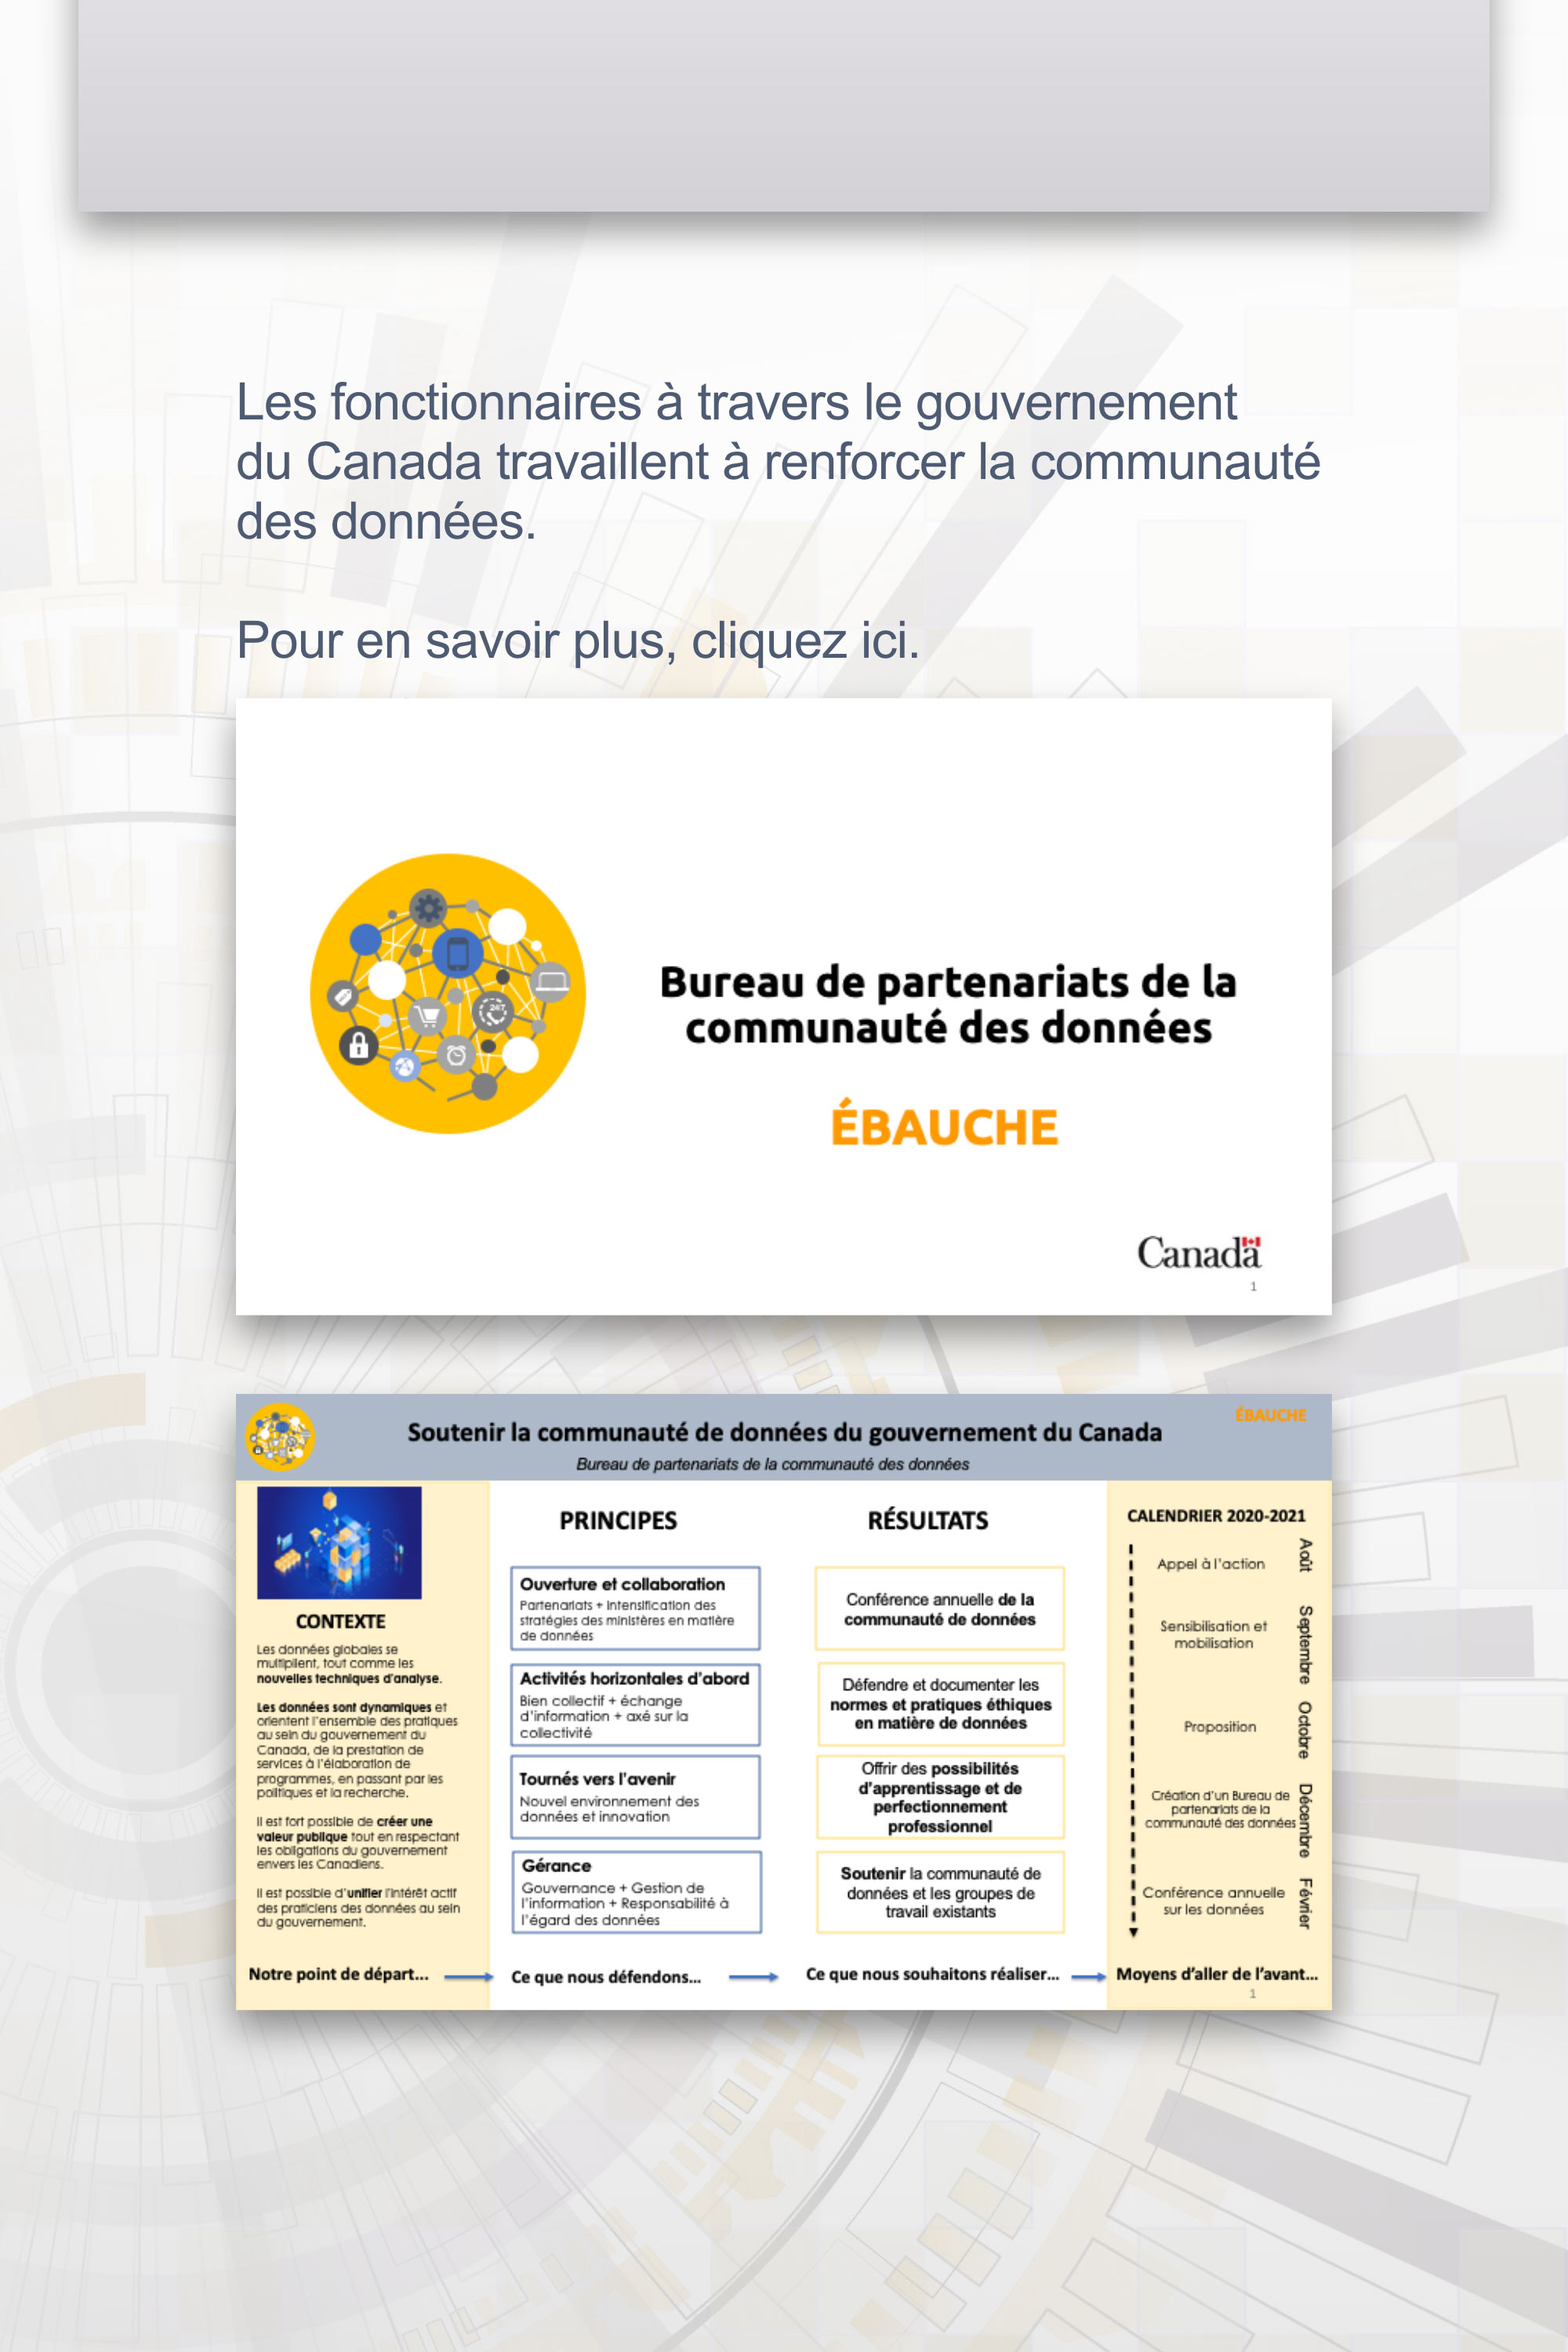 Les fonctionnaires à travers le gouvernement
du Canada travaillent à renforcer la communauté
des données.
Pour en savoir plus, cliquez ici.
24/7
Bureau de partenariats de la
communauté des données
ÉBAUCHE
Canada
1
ÉBAUCHE
Soutenir la communauté de données du gouvernement du Canada
Bureau de partenariats de la communauté des données
CONTEXTE
Les données globales se
multiplient, tout comme les
nouvelles techniques d'analyse.
Les données sont dynamiques et
orientent l'ensemble des pratiques
au sein du gouvernement du
Canada, de la prestation de
services à l'élaboration de
programmes, en passant par les
politiques et la recherche.
Il est fort possible de créer une
valeur publique tout en respectant
les obligations du gouvernement
envers les Canadiens.
Il est possible d'unifier l'intérêt actif
des praticiens des données au sein
du gouvernement.
Notre point de départ...
PRINCIPES
Ouverture et collaboration
Partenariats + Intensification des
stratégies des ministères en matière
de données
Activités horizontales d'abord
Bien collectif + échange
d'information + axé sur la
collectivité
Tournés vers l'avenir
Nouvel environnement des
données et innovation
Gérance
Gouvernance + Gestion de
l'information + Responsabilité à
l'égard des données
Ce que nous défendons...
RÉSULTATS
Conférence annuelle de la
communauté de données
Défendre et documenter les
normes et pratiques éthiques
en matière de données
Offrir des possibilités
d'apprentissage et de
perfectionnement
professionnel
Soutenir la communauté de
données et les groupes de
travail existants
Ce que nous souhaitons réaliser...
CALENDRIER 2020-2021
Appel à l'action
Août
Sensibilisation et
mobilisation
Septembre
Proposition
Octobre
Création d'un Bureau de
partenariats de la
communauté des données
Décembre
Conférence annuelle
sur les données
Février
Moyens d'aller de l'avant...
1